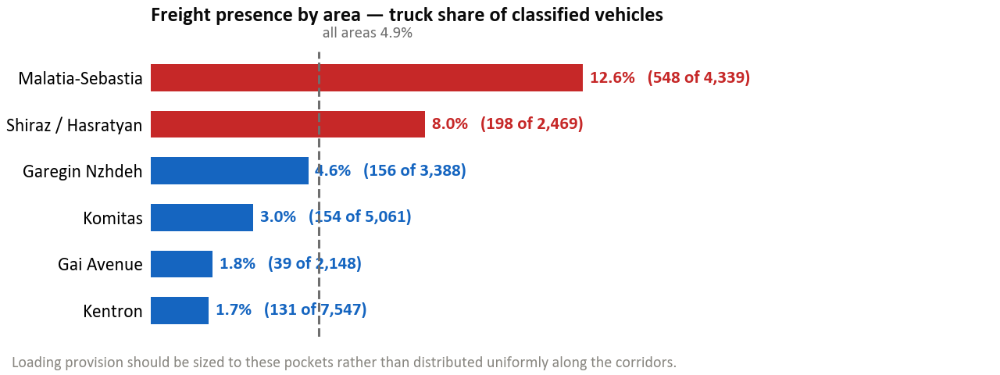 Freight presence by area — truck share of classified vehicles
all areas 4.9%
Malatia-Sebastia 12.6% (548 of 4,339)
Shiraz / Hasratyan 8.0% (198 of 2,469)
Garegin Nzhdeh 4.6% (156 of 3,388)
Komitas 3.0% (154 of 5,061)
Gai Avenue 1.8% (39 of 2,148)
Kentron 1.7% (131 of 7,547)
Loading provision should be sized to these pockets rather than distributed uniformly along the corridors.